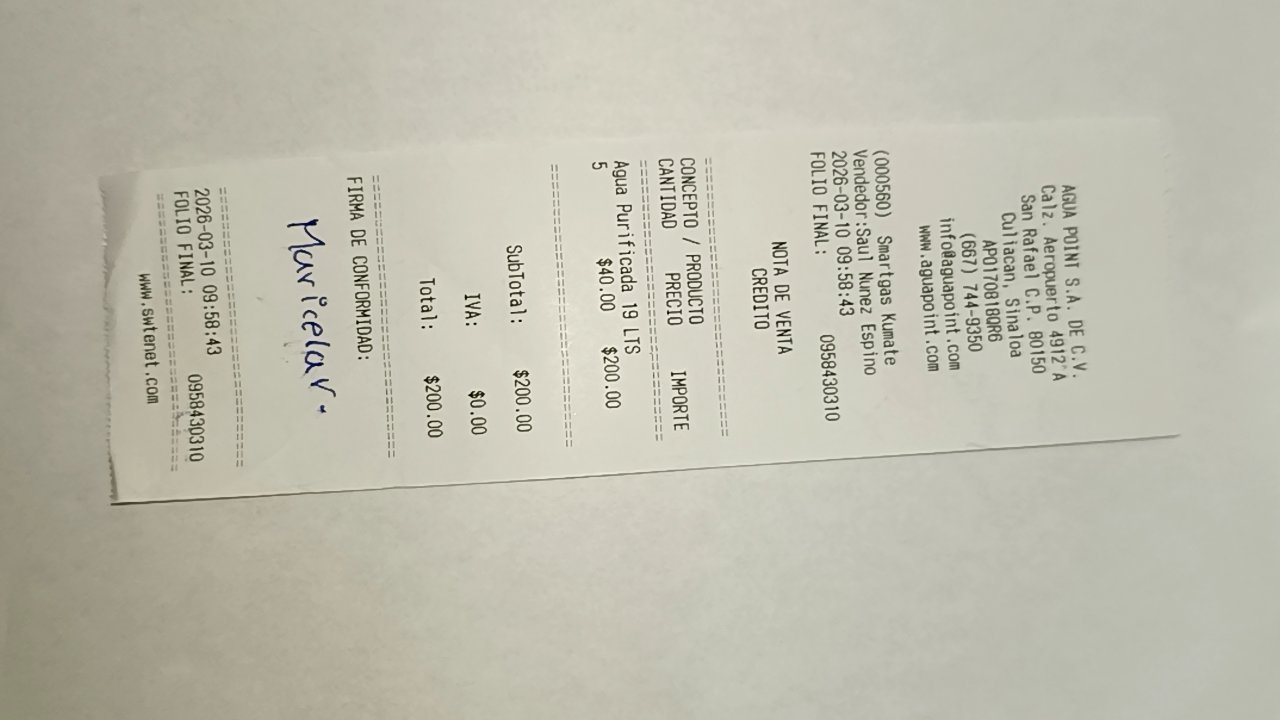 AGUA POINT S.A. DE C.V.
Calz. Aeropuerto 4912 A
San Rafael C.P. 80150
Culiacan, Sinaloa
APO170818QR6
(667) 744-9350
info@aguapoint.com
www.aguapoint.com
(000560) Smartgas Kumate
Vendedor:Saul Nunez Espino
2026-03-10 09:58:43
FOLIO FINAL: 0958430310
NOTA DE VENTA
CREDITO
CONCEPTO / PRODUCTO
CANTIDAD PRECIO IMPORTE
Agua Purificada 19 LTS
5 $40.00 $200.00
SubTotal: $200.00
IVA: $0.00
Total: $200.00
FIRMA DE CONFORMIDAD:
Maricelar.
2026-03-10 09:58:43
FOLIO FINAL: 0958430310
www.swtenet.com